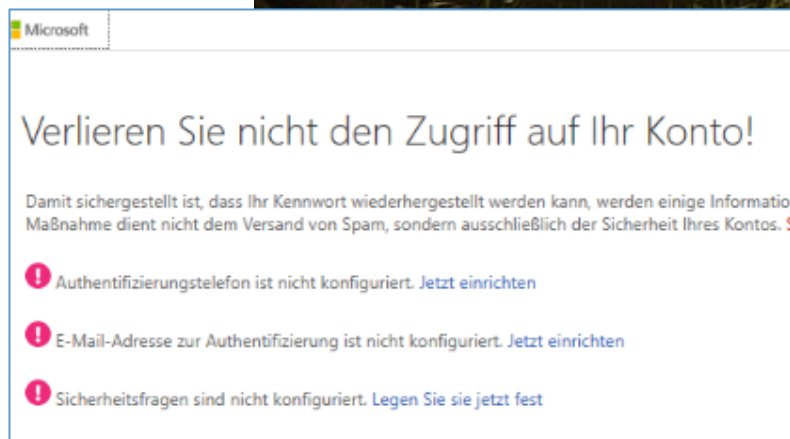 Microsoft
Verlieren Sie nicht den Zugriff auf Ihr Konto!
Damit sichergestellt ist, dass Ihr Kennwort wiederhergestellt werden kann, werden einige
Maßnahme dient nicht dem Versand von Spam, sondern ausschließlich der Sicherheit Ihres Kontos.
Authentifizierungstelefon ist nicht konfiguriert. Jetzt einrichten
E-Mail-Adresse zur Authentifizierung ist nicht konfiguriert. Jetzt einrichten
Sicherheitsfragen sind nicht konfiguriert. Legen Sie sie jetzt fest